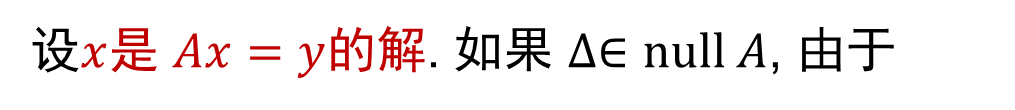 设x是 Ax = y的解. 如果 Δ∈ null A, 由于